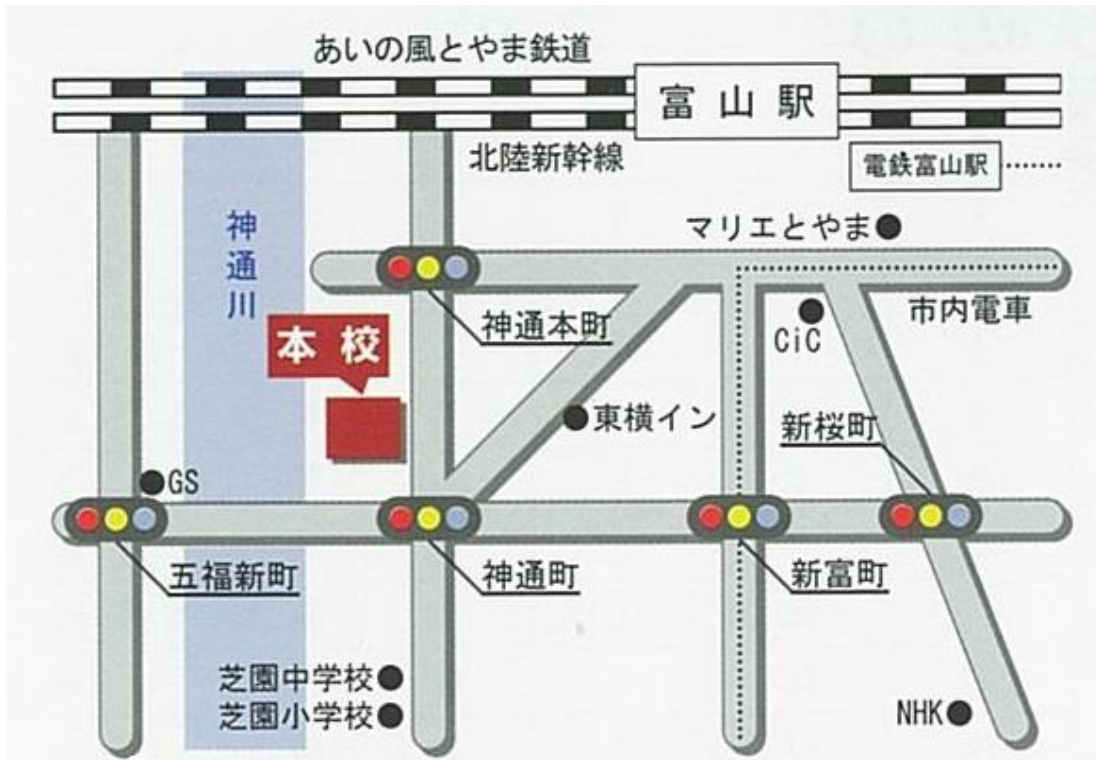 あいの風とやま鉄道
富山駅
北陸新幹線
電鉄富山駅
神通川
マリエとやま
神通本町
市内電車
CiC
本校
東横イン
新桜町
GS
五福新町
神通町
新富町
芝園中学校
芝園小学校
NHK